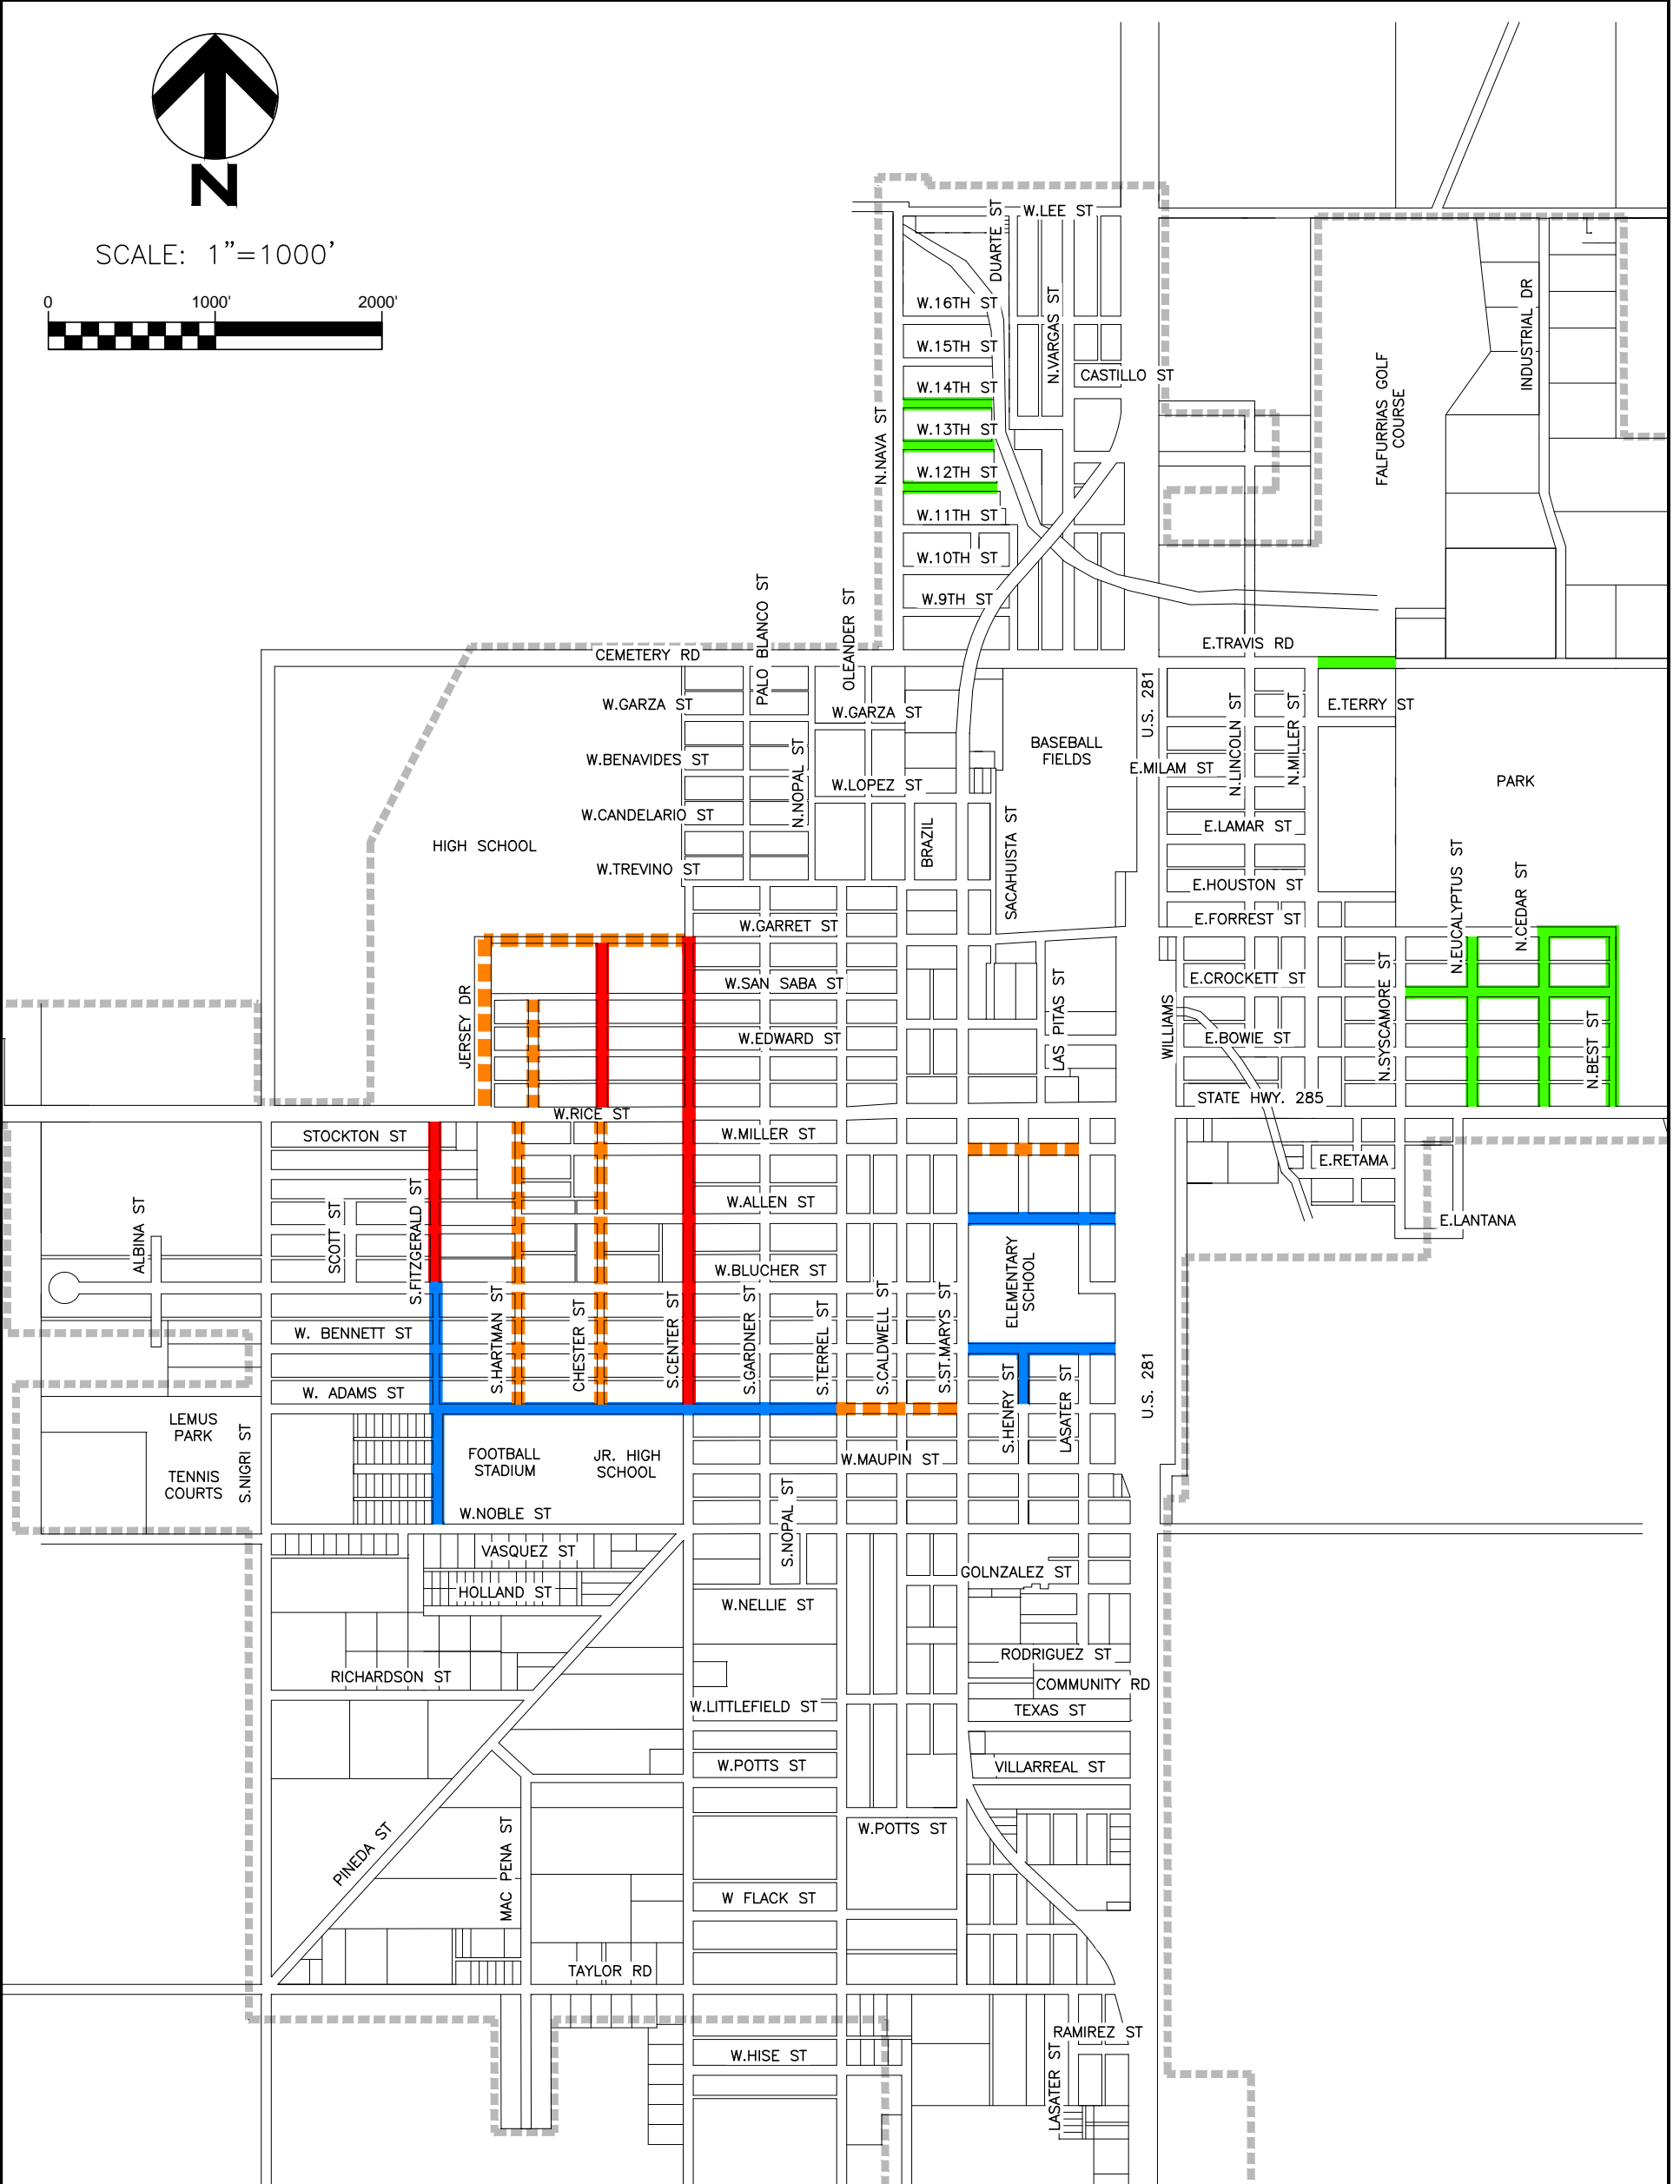 N
SCALE: 1"=1000'
0 1000' 2000'
W.LEE ST
DUARTE ST
W.16TH ST
N.VARGAS ST
W.15TH ST
CASTILLO ST
W.14TH ST
N.NAVA ST
W.13TH ST
W.12TH ST
W.11TH ST
W.10TH ST
W.9TH ST
FALFURRIAS GOLF
COURSE
INDUSTRIAL DR
CEMETERY RD
PALO BLANCO ST
OLEANDER ST
E.TRAVIS RD
W.GARZA ST
W.GARZA ST
U.S. 281
N.LINCOLN ST
N.MILLER ST
E.TERRY ST
BASEBALL
FIELDS
W.BENAVIDES ST
N.NOPAL ST
W.LOPEZ ST
E.MILAM ST
PARK
W.CANDELARIO ST
BRAZIL
SACAHUISTA ST
E.LAMAR ST
HIGH SCHOOL
W.TREVINO ST
E.HOUSTON ST
N.EUCALYPTUS ST
N.CEDAR ST
W.GARRET ST
E.FORREST ST
W.SAN SABA ST
E.CROCKETT ST
JERSEY DR
W.EDWARD ST
LAS PITAS ST
WILLIAMS
E.BOWIE ST
N.SYSCAMORE ST
N.BEST ST
W.RICE ST
STATE HWY. 285
STOCKTON ST
W.MILLER ST
E.RETAMA
ALBINA ST
SCOTT ST
S.FITZGERALD ST
W.ALLEN ST
E.LANTANA
W.BLUCHER ST
ELEMENTARY
SCHOOL
W. BENNETT ST
S.HARTMAN ST
CHESTER ST
S.CENTER ST
S.GARDNER ST
S.TERREL ST
S.CALDWELL ST
S.ST.MARYS ST
W. ADAMS ST
S.HENRY ST
LASATER ST
U.S. 281
LEMUS
PARK
TENNIS
COURTS
S.NIGRI ST
FOOTBALL
STADIUM
JR. HIGH
SCHOOL
W.MAUPIN ST
W.NOBLE ST
S.NOPAL ST
VASQUEZ ST
GOLNZALEZ ST
HOLLAND ST
W.NELLIE ST
RODRIGUEZ ST
RICHARDSON ST
COMMUNITY RD
W.LITTLEFIELD ST
TEXAS ST
W.POTTS ST
VILLARREAL ST
PINEDA ST
MAC PENA ST
W.POTTS ST
W FLACK ST
TAYLOR RD
RAMIREZ ST
W.HISE ST
LASATER ST